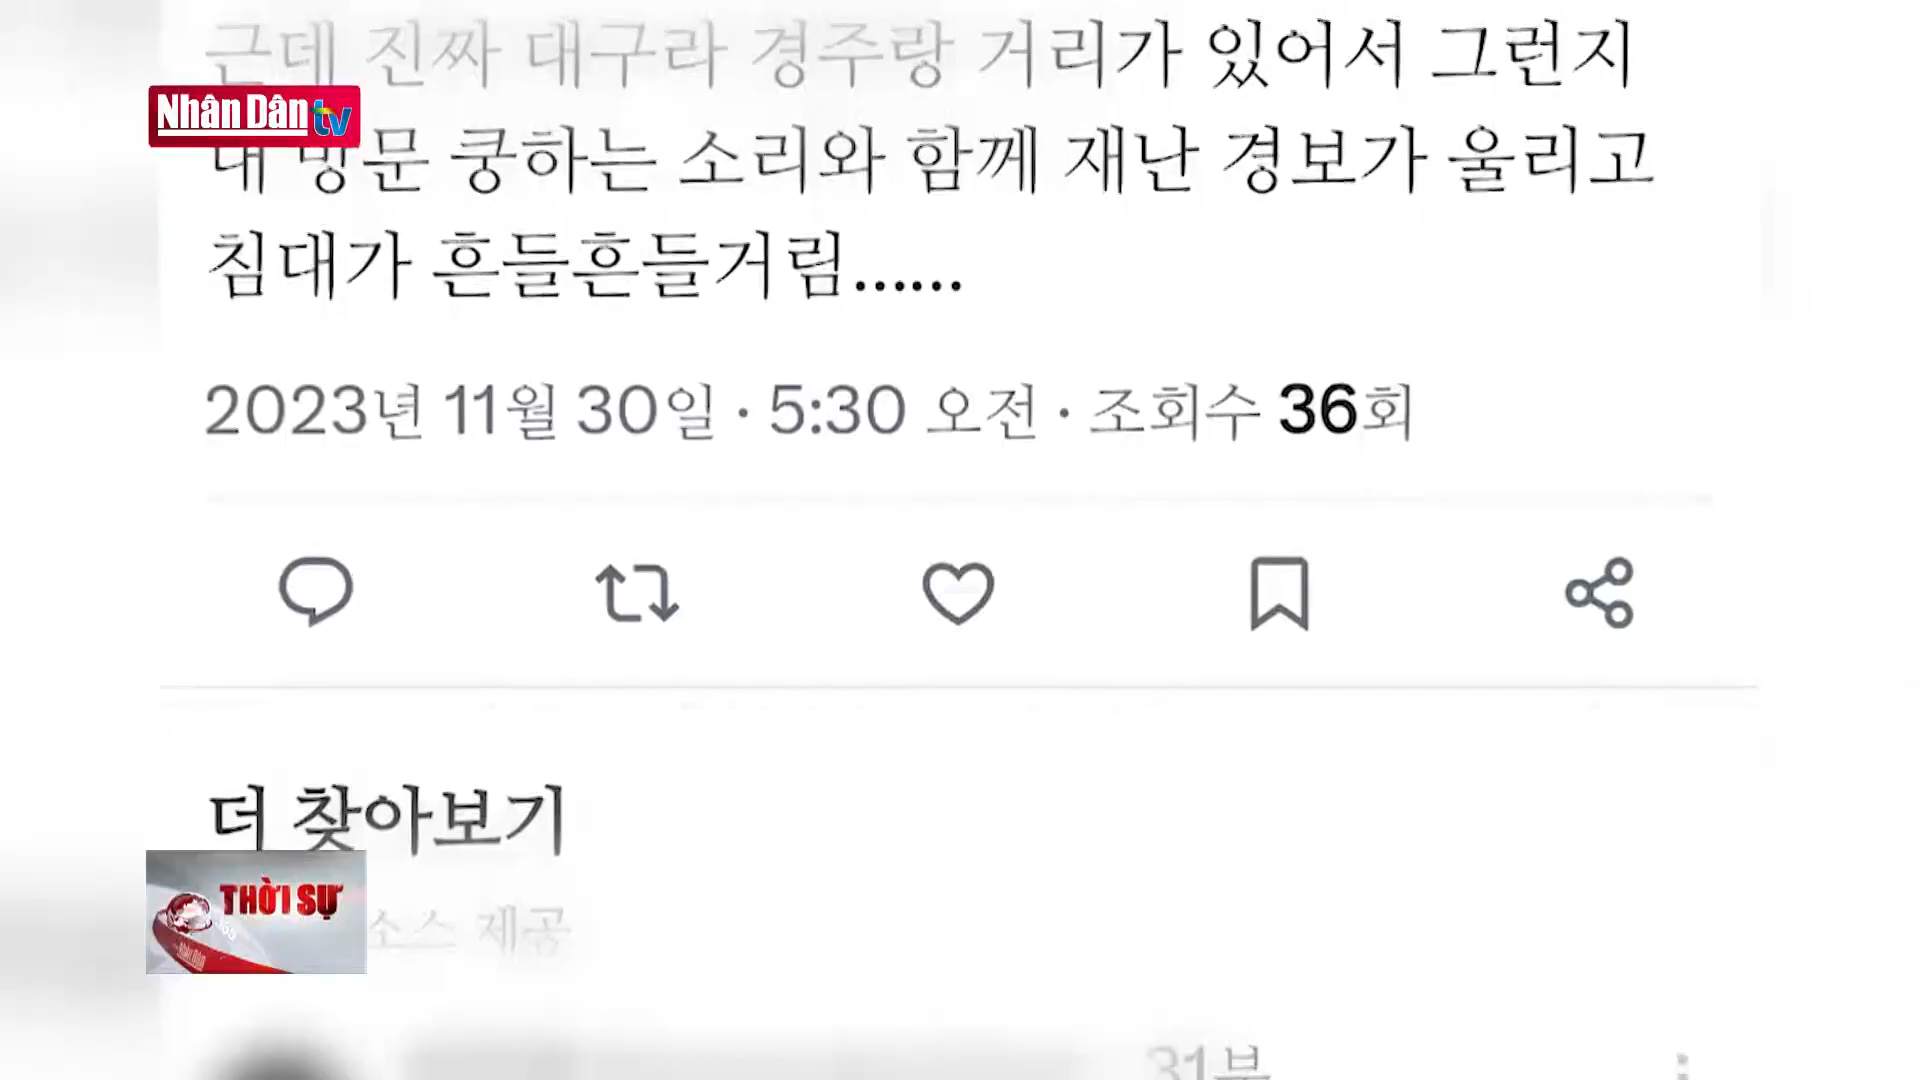 근데 진짜 대구라 경주랑 거리가 있어서 그런지
Nhân Dân tv
내 방문 쿵하는 소리와 함께 재난 경보가 울리고
침대가 흔들흔들거림......
2023년 11월 30일 · 5:30 오전 · 조회수 36회
더 찾아보기
THỜI SỰ
소스 제공
31분